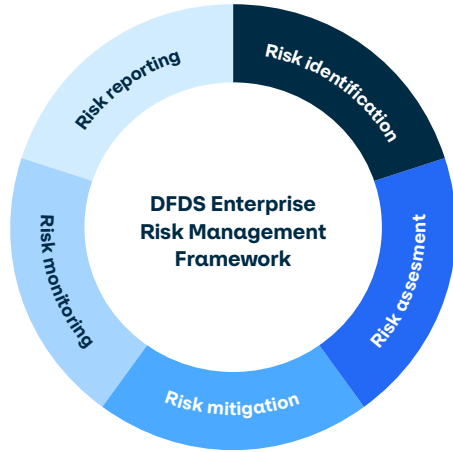 Risk identification
Risk assesment
Risk mitigation
Risk monitoring
Risk reporting
DFDS Enterprise
Risk Management
Framework